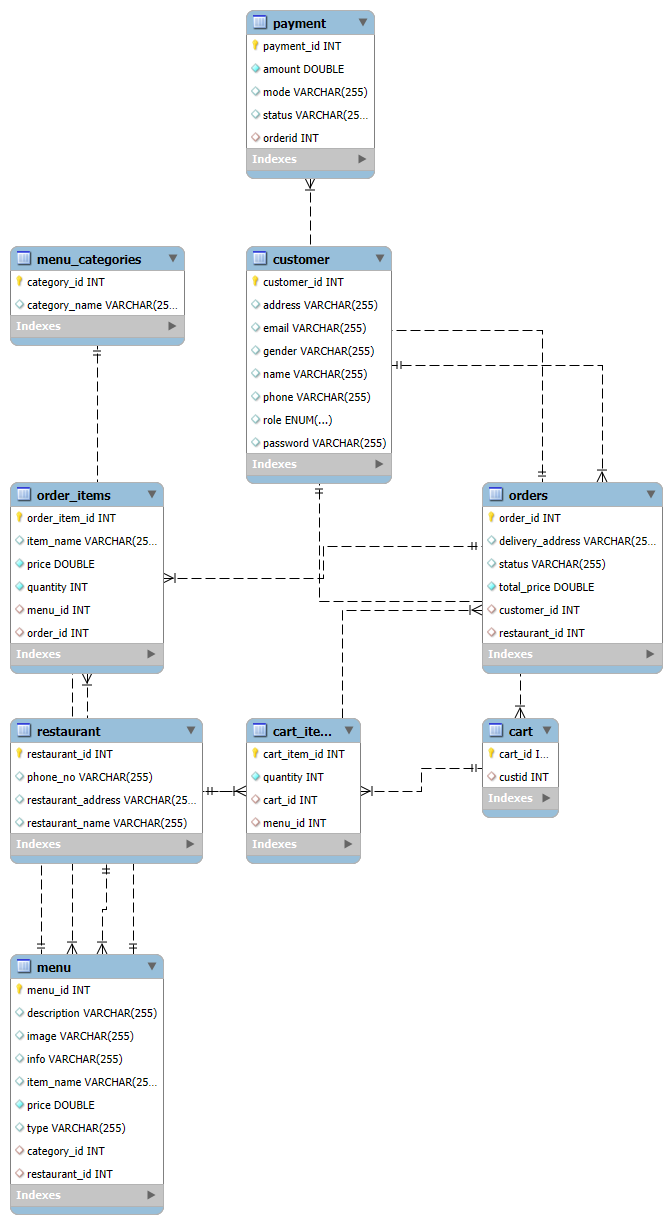 payment
payment_id INT
amount DOUBLE
mode VARCHAR(255)
status VARCHAR(25...
orderid INT
Indexes
menu_categories
category_id INT
category_name VARCHAR(25...
Indexes
customer
customer_id INT
address VARCHAR(255)
email VARCHAR(255)
gender VARCHAR(255)
name VARCHAR(255)
phone VARCHAR(255)
role ENUM(...)
password VARCHAR(255)
Indexes
order_items
order_item_id INT
item_name VARCHAR(25...
price DOUBLE
quantity INT
menu_id INT
order_id INT
Indexes
orders
order_id INT
delivery_address VARCHAR(25...
status VARCHAR(255)
total_price DOUBLE
customer_id INT
restaurant_id INT
Indexes
restaurant
restaurant_id INT
phone_no VARCHAR(255)
restaurant_address VARCHAR(25...
restaurant_name VARCHAR(255)
Indexes
cart_ite...
cart_item_id INT
quantity INT
cart_id INT
menu_id INT
Indexes
cart
cart_id I...
custid INT
Indexes
menu
menu_id INT
description VARCHAR(255)
image VARCHAR(255)
info VARCHAR(255)
item_name VARCHAR(25...
price DOUBLE
type VARCHAR(255)
category_id INT
restaurant_id INT
Indexes